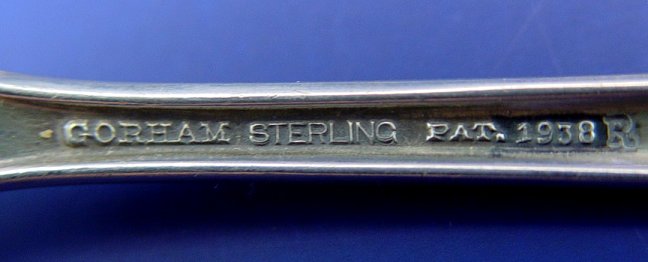 GORHAM STERLING PAT. 1938 R